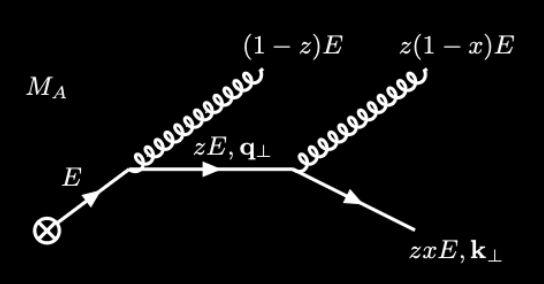 (1 − z)E
z(1 − x)E
M_A
zE, q⊥
E
zxE, k⊥